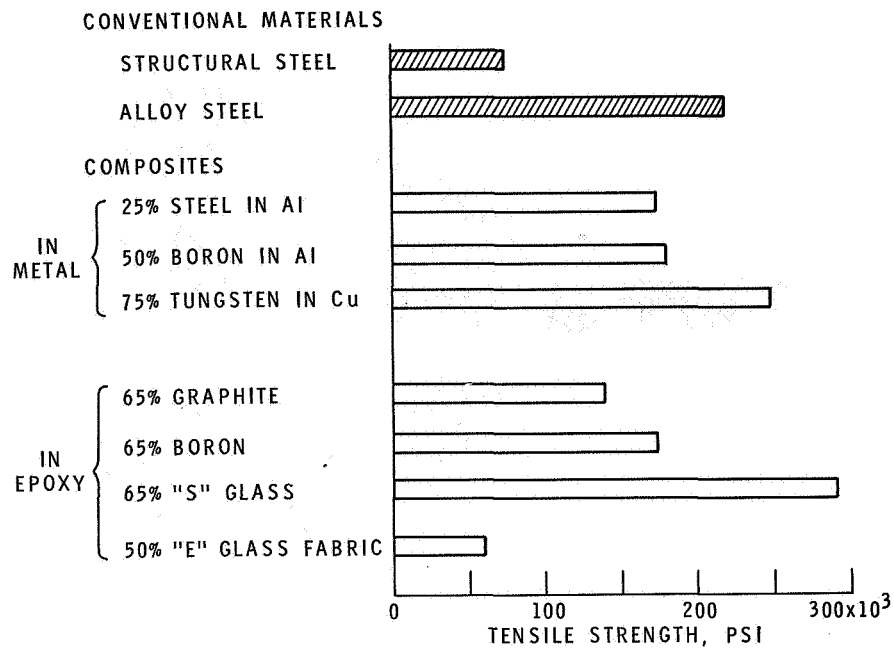 CONVENTIONAL MATERIALS
STRUCTURAL STEEL
ALLOY STEEL
COMPOSITES
IN METAL
25% STEEL IN Al
50% BORON IN Al
75% TUNGSTEN IN Cu
IN EPOXY
65% GRAPHITE
65% BORON
65% "S" GLASS
50% "E" GLASS FABRIC
0 100 200 300x10³
TENSILE STRENGTH, PSI